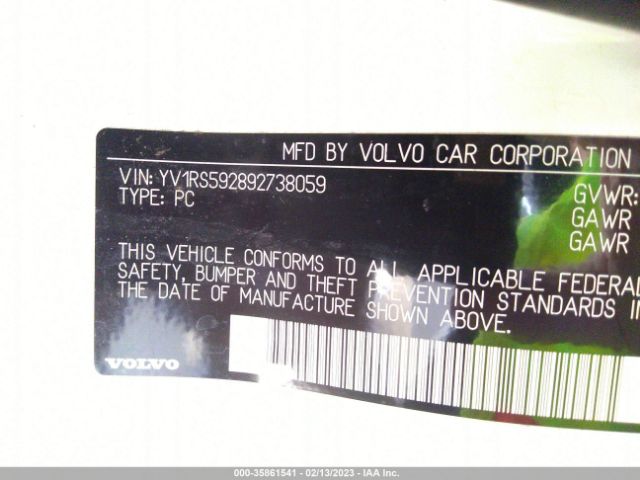 MFD BY VOLVO CAR CORPORATION
VIN: YV1RS592892738059
TYPE: PC
GVWR:
GAWR
GAWR
THIS VEHICLE CONFORMS TO ALL APPLICABLE FEDERAL
SAFETY, BUMPER AND THEFT PREVENTION STANDARDS IN
THE DATE OF MANUFACTURE SHOWN ABOVE.
VOLVO
000-35861541 - 02/13/2023 - IAA Inc.